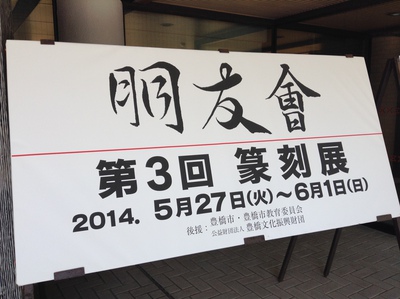 朋友會
第3回 篆刻展
2014. 5月27日(火)〜6月1日(日)
後援：豊橋市・豊橋市教育委員会
公益財団法人 豊橋文化振興財団